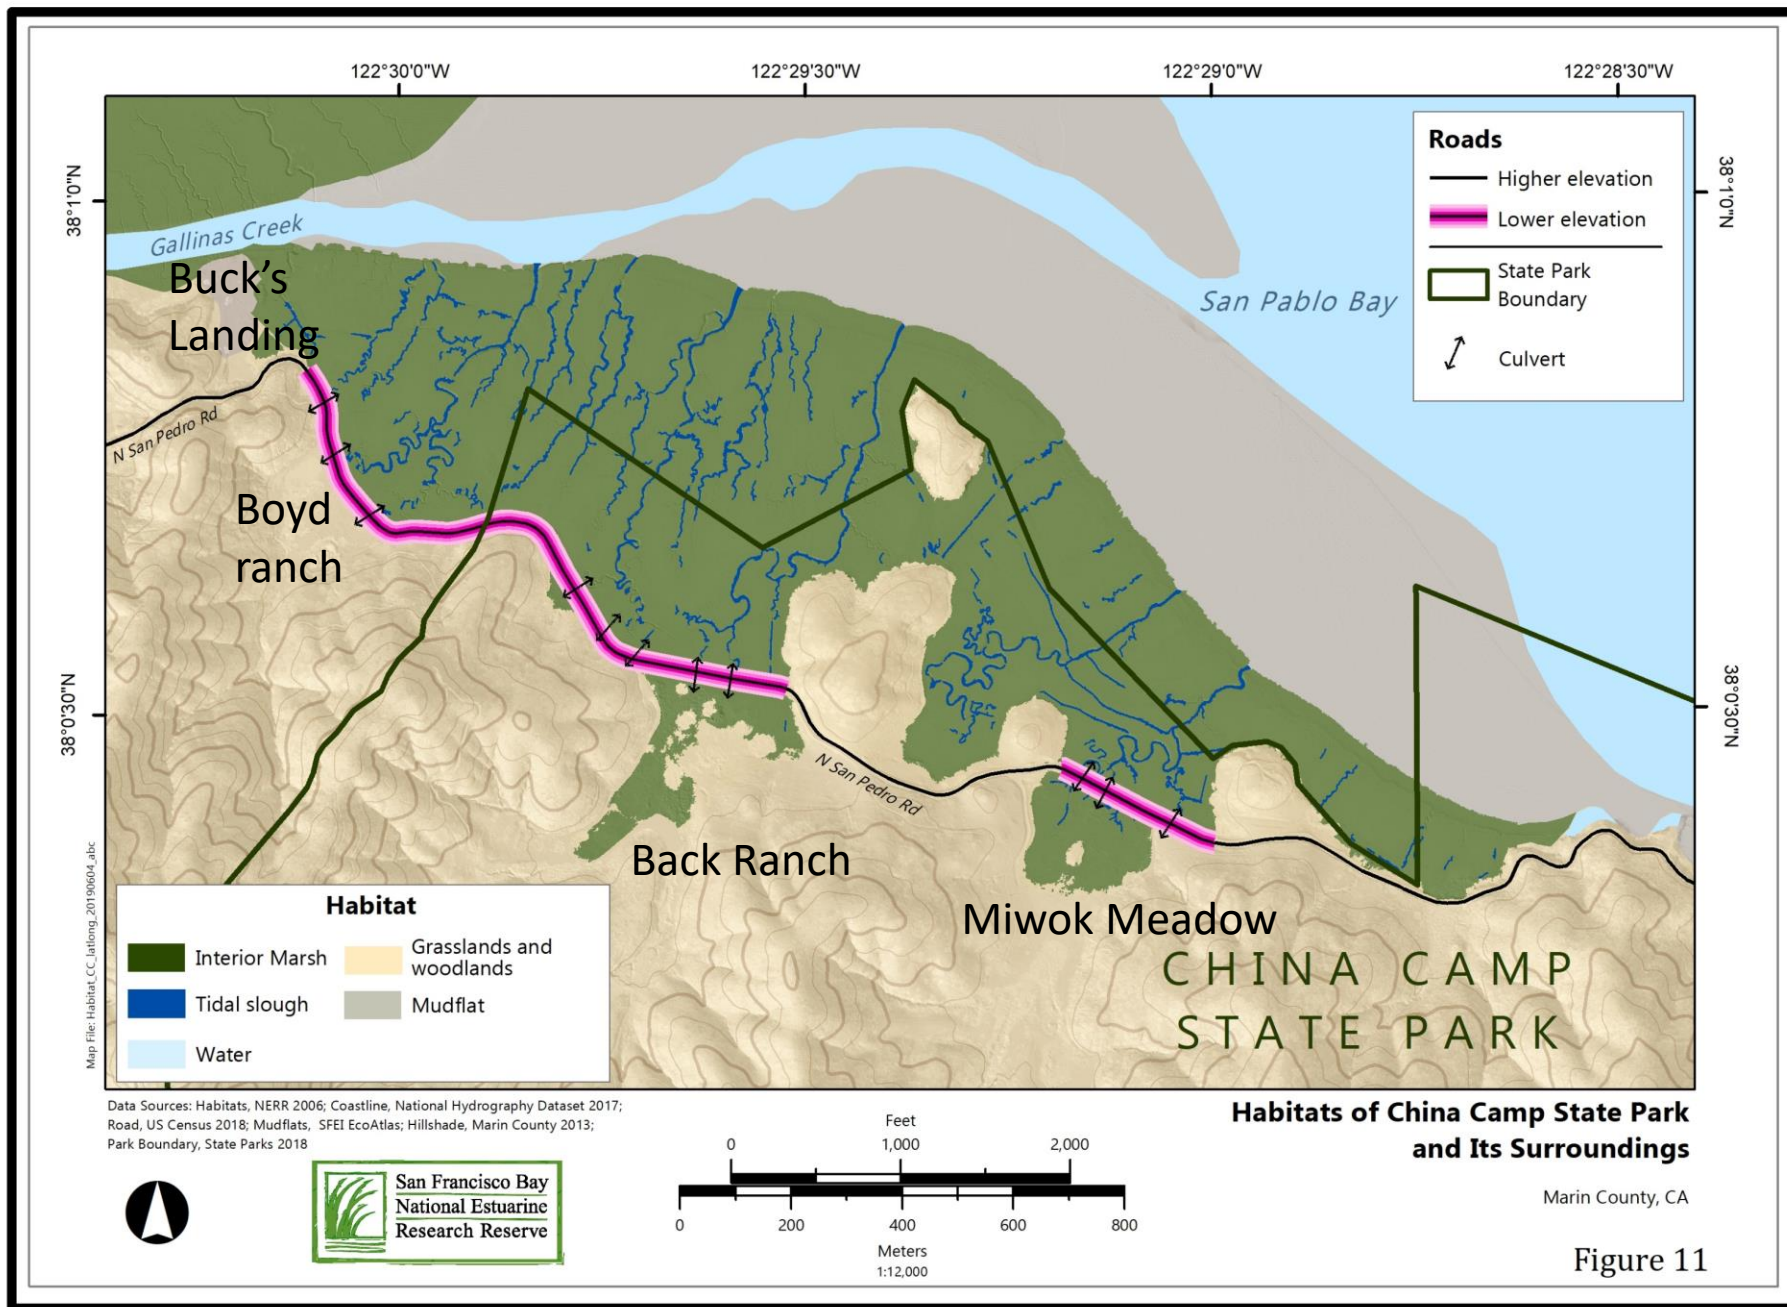 122°30'0"W
122°29'30"W
122°29'0"W
122°28'30"W
38°1'0"N
38°1'0"N
38°0'30"N
38°0'30"N
Roads
Higher elevation
Lower elevation
State Park
Boundary
Culvert
Gallinas Creek
San Pablo Bay
Buck’s
Landing
N San Pedro Rd
Boyd
ranch
N San Pedro Rd
Back Ranch
Miwok Meadow
CHINA CAMP
STATE PARK
Map File: Habitat_CC_latlong_20190604_abc
Habitat
Interior Marsh
Grasslands and
woodlands
Tidal slough
Mudflat
Water
Data Sources: Habitats, NERR 2006; Coastline, National Hydrography Dataset 2017;
Road, US Census 2018; Mudflats, SFEI EcoAtlas; Hillshade, Marin County 2013;
Park Boundary, State Parks 2018
San Francisco Bay
National Estuarine
Research Reserve
Feet
0 1,000 2,000
0 200 400 600 800
Meters
1:12,000
Habitats of China Camp State Park
and Its Surroundings
Marin County, CA
Figure 11